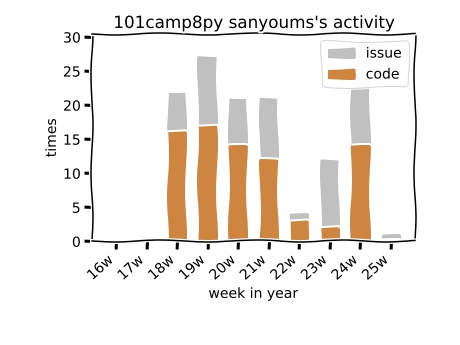 101camp8py sanyoums's activity
30
25
20
15
10
5
0
times
issue
code
16w 17w 18w 19w 20w 21w 22w 23w 24w 25w
week in year